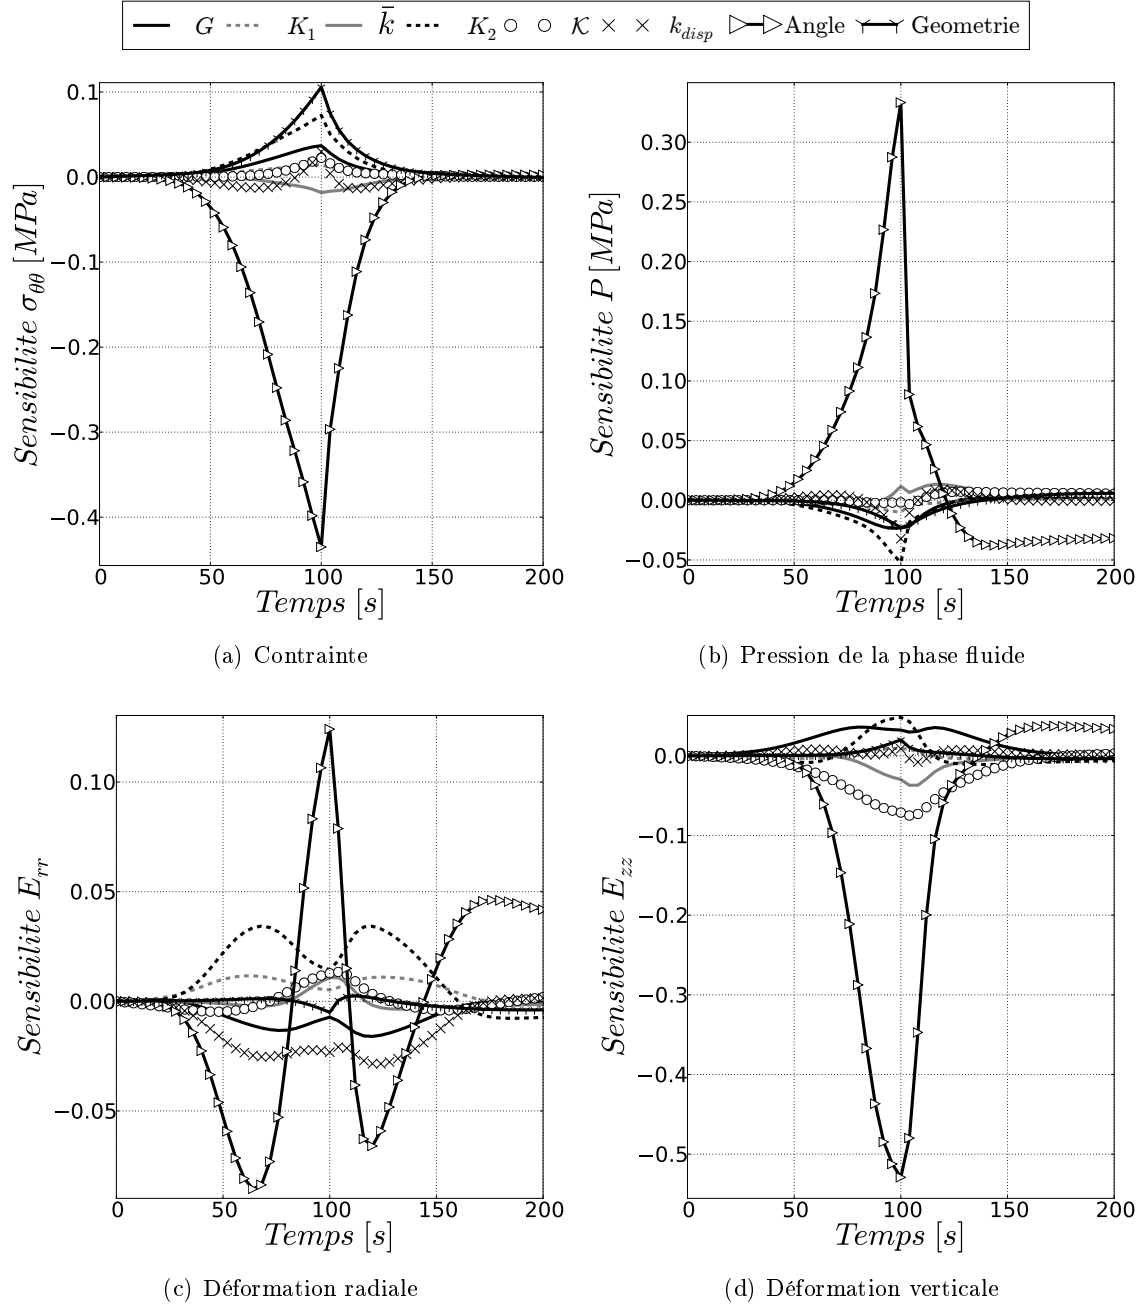 G K₁ k̄ K₂ 𝒦 k_disp Angle Geometrie
0.1
0.0
−0.1
−0.2
−0.3
−0.4
0 50 100 150 200
Sensibilite σ_θθ [MPa]
Temps [s]
(a) Contrainte
0.30
0.25
0.20
0.15
0.10
0.05
0.00
−0.05
0 50 100 150 200
Sensibilite P [MPa]
Temps [s]
(b) Pression de la phase fluide
0.10
0.05
0.00
−0.05
0 50 100 150 200
Sensibilite E_rr
Temps [s]
(c) Déformation radiale
0.0
−0.1
−0.2
−0.3
−0.4
−0.5
0 50 100 150 200
Sensibilite E_zz
Temps [s]
(d) Déformation verticale